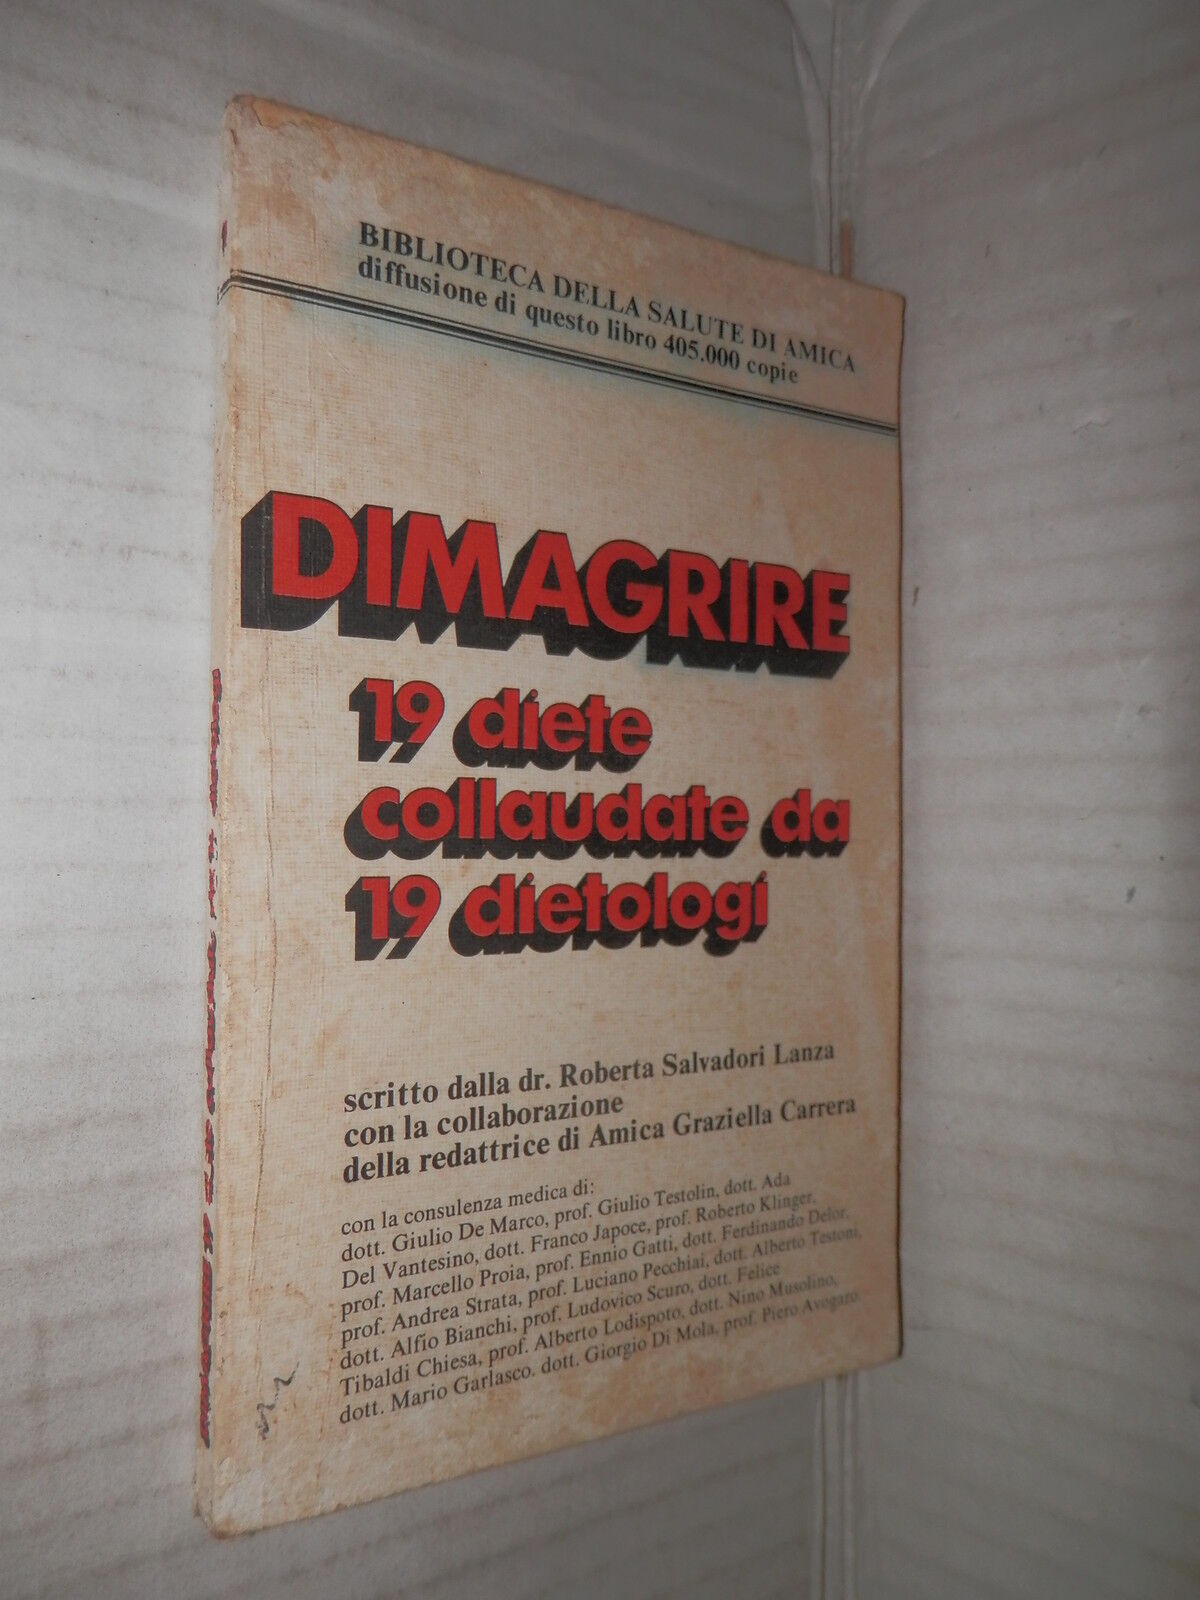 BIBLIOTECA DELLA SALUTE DI AMICA
diffusione di questo libro 405.000 copie
DIMAGRIRE
19 diete
collaudate da
19 dietologi
scritto dalla dr. Roberta Salvadori Lanza
con la collaborazione
della redattrice di Amica Graziella Carrera
con la consulenza medica di:
dott. Giulio De Marco, prof. Giulio Testolin, dott. Ada
Del Vantesino, dott. Franco Japoce, prof. Roberto Klinger,
prof. Marcello Proia, prof. Ennio Gatti, dott. Ferdinando Delor,
prof. Andrea Strata, prof. Luciano Pecchiai, dott. Alberto Testoni,
dott. Alfio Bianchi, prof. Ludovico Scuro, dott. Felice
Tibaldi Chiesa, prof. Alberto Lodispoto, dott. Nino Musolino,
dott. Mario Garlasco, dott. Giorgio Di Mola, prof. Piero Avogaro